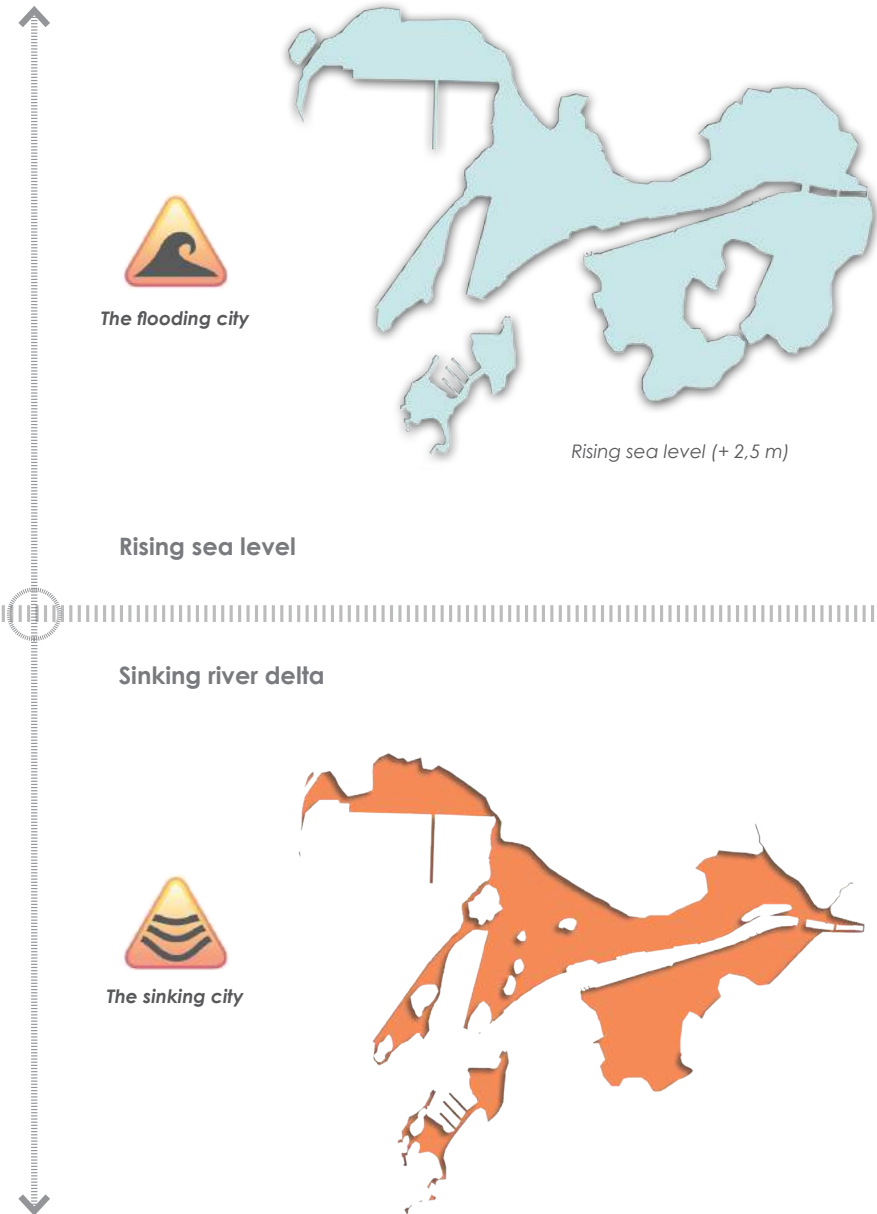 The flooding city
Rising sea level (+ 2,5 m)
Rising sea level
Sinking river delta
The sinking city